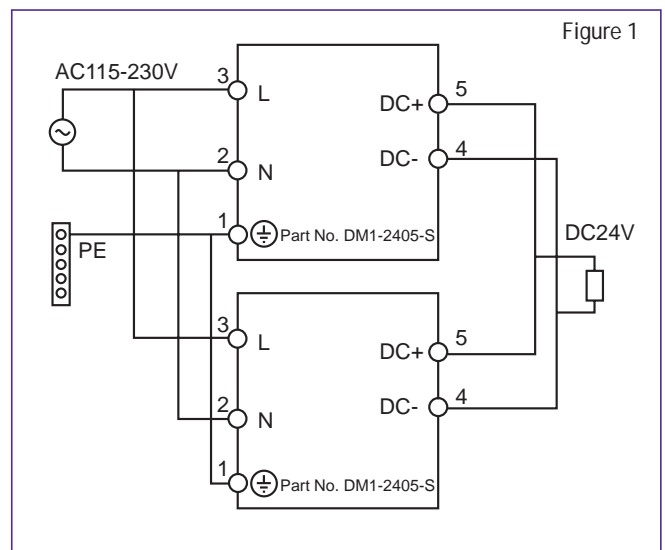 Figure 1
AC115-230V
3
L
DC+
5
2
N
DC-
4
1
Part No. DM1-2405-S
PE
DC24V
3
L
DC+
5
2
N
DC-
4
1
Part No. DM1-2405-S